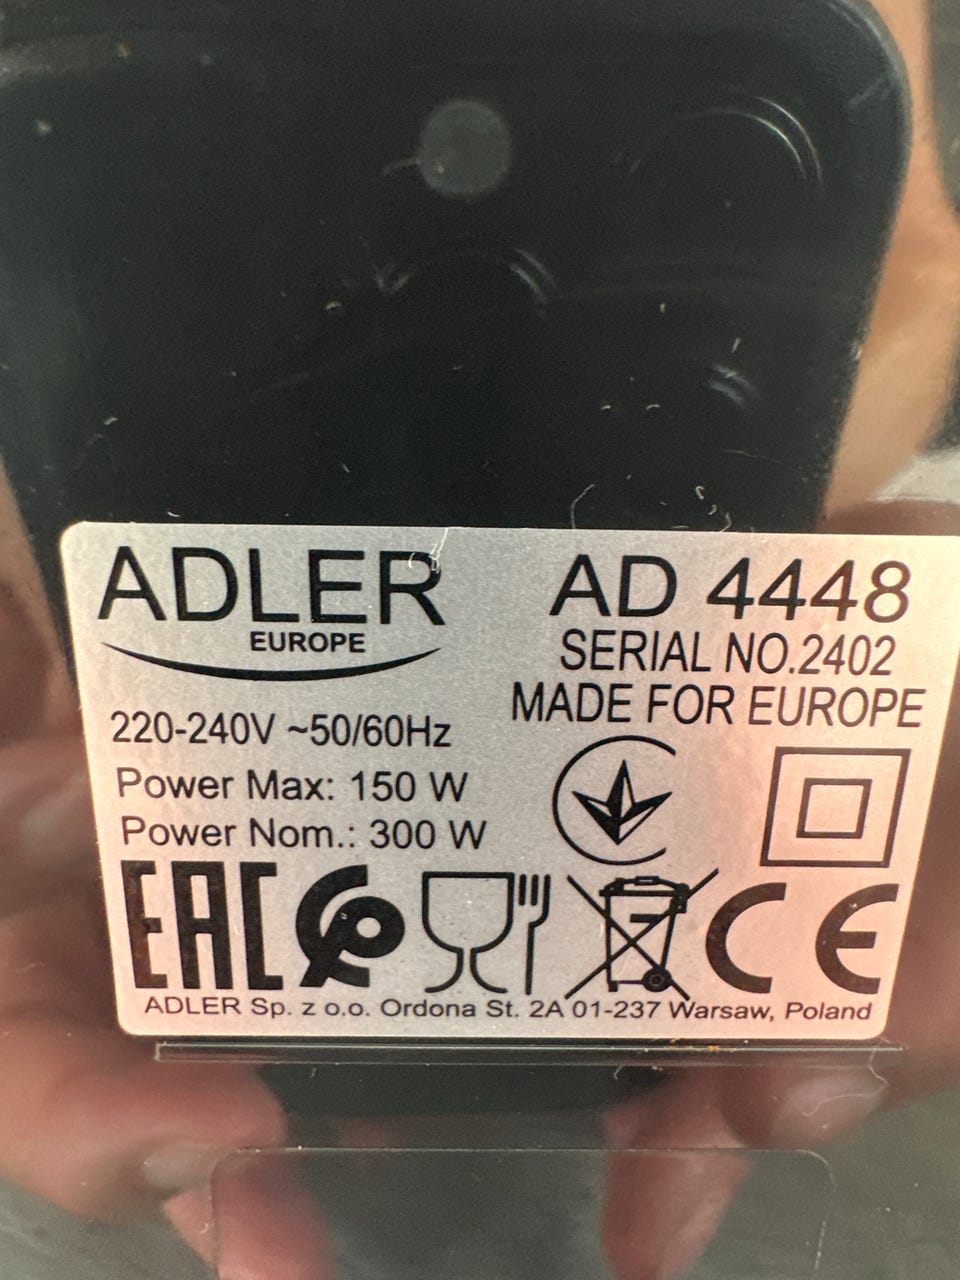 ADLER
EUROPE
AD 4448
SERIAL NO.2402
MADE FOR EUROPE
220-240V ~50/60Hz
Power Max: 150 W
Power Nom.: 300 W
EAC
CE
ADLER Sp. z o.o. Ordona St. 2A 01-237 Warsaw, Poland